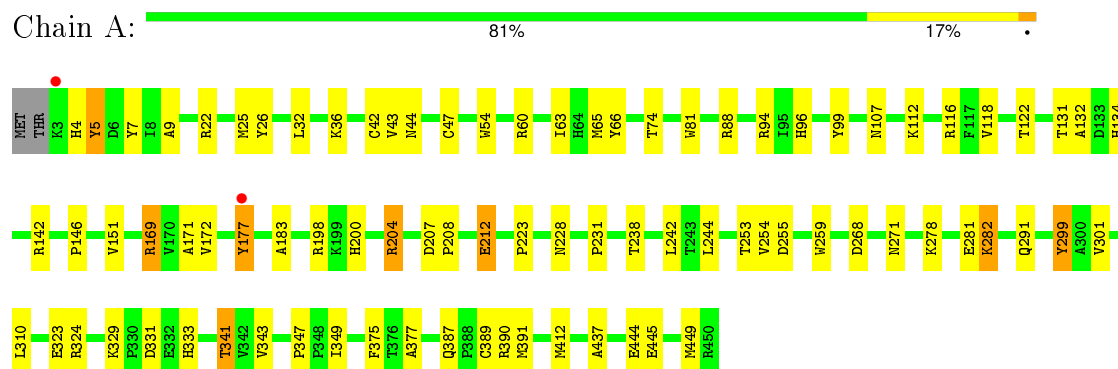 Chain A:
81% 17% •
MET THR K3 H4 Y5 D6 Y7 I8 A9 R22 M25 Y26 L32 K36 C42 V43 N44 C47 W54 R60 I63 H64 M65 Y66 T74 W81 R88 R94 I95 H96 Y99 N107 K112 R116 F117 V118 T122 T131 A132 D133 H134
R142 P146 V151 R169 V170 A171 V172 Y177 A183 R198 K199 H200 R204 D207 P208 E212 P223 N228 P231 T238 L242 T243 L244 T253 V254 D255 W259 D268 N271 K278 E281 K282 Q291 Y299 A300 V301
L310 E323 R324 K329 P330 D331 E332 H333 T341 V342 V343 P347 P348 I349 F375 T376 A377 Q387 P388 C389 R390 M391 M412 A437 E444 E445 M449 R450